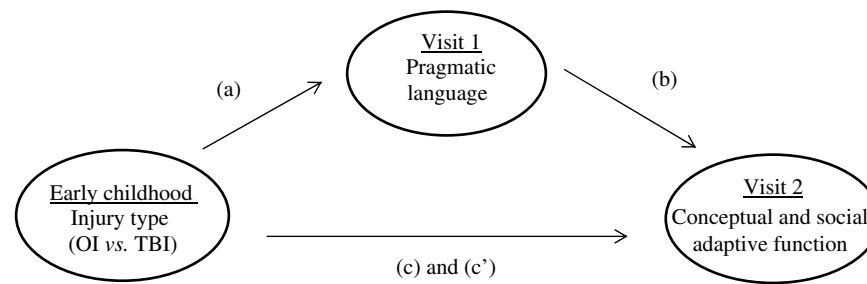 Visit 1
Pragmatic
language
(a)
(b)
Early childhood
Injury type
(OI vs. TBI)
Visit 2
Conceptual and social
adaptive function
(c) and (c’)